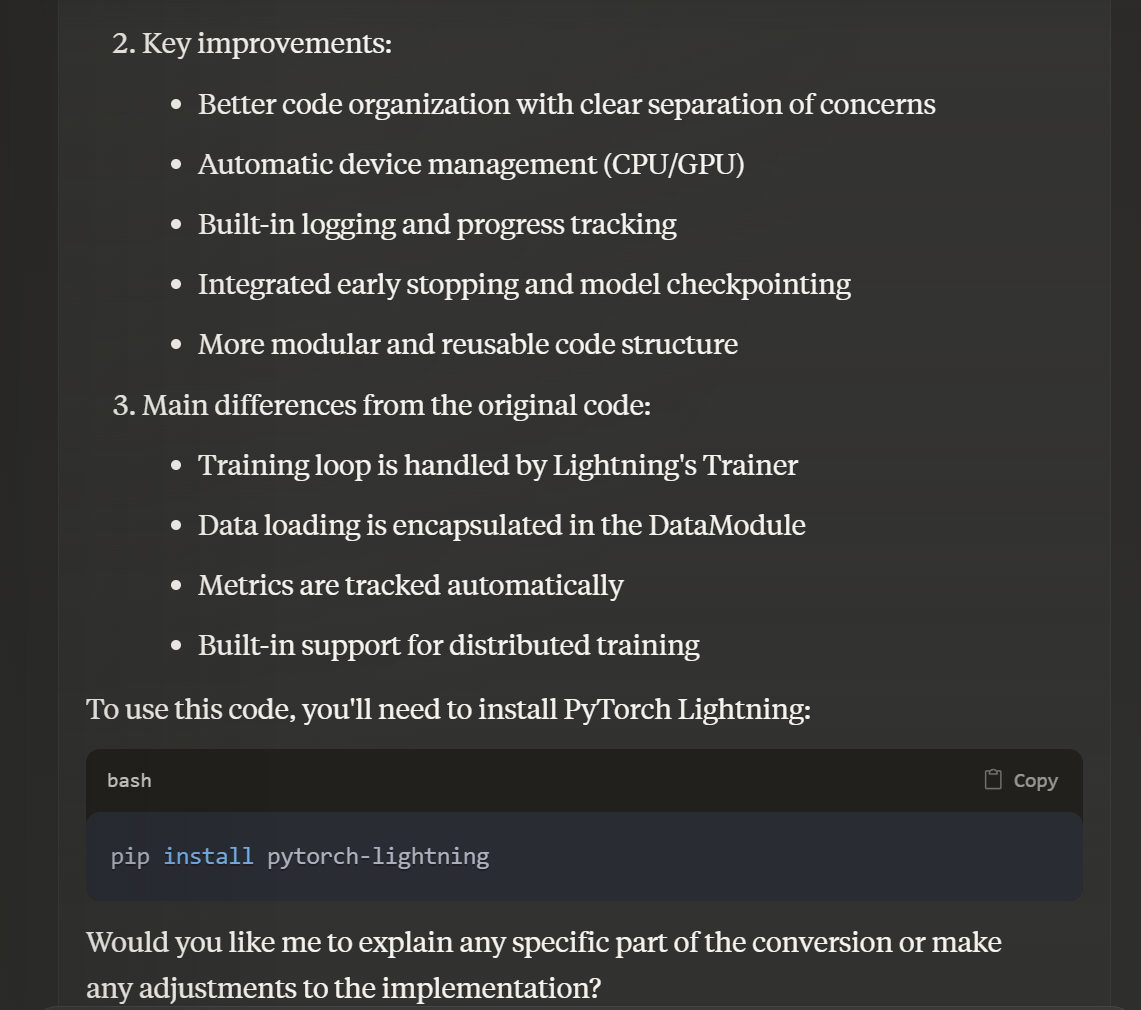 2. Key improvements:
• Better code organization with clear separation of concerns
• Automatic device management (CPU/GPU)
• Built-in logging and progress tracking
• Integrated early stopping and model checkpointing
• More modular and reusable code structure
3. Main differences from the original code:
• Training loop is handled by Lightning's Trainer
• Data loading is encapsulated in the DataModule
• Metrics are tracked automatically
• Built-in support for distributed training
To use this code, you'll need to install PyTorch Lightning:
bash
Copy
pip install pytorch-lightning
Would you like me to explain any specific part of the conversion or make
any adjustments to the implementation?